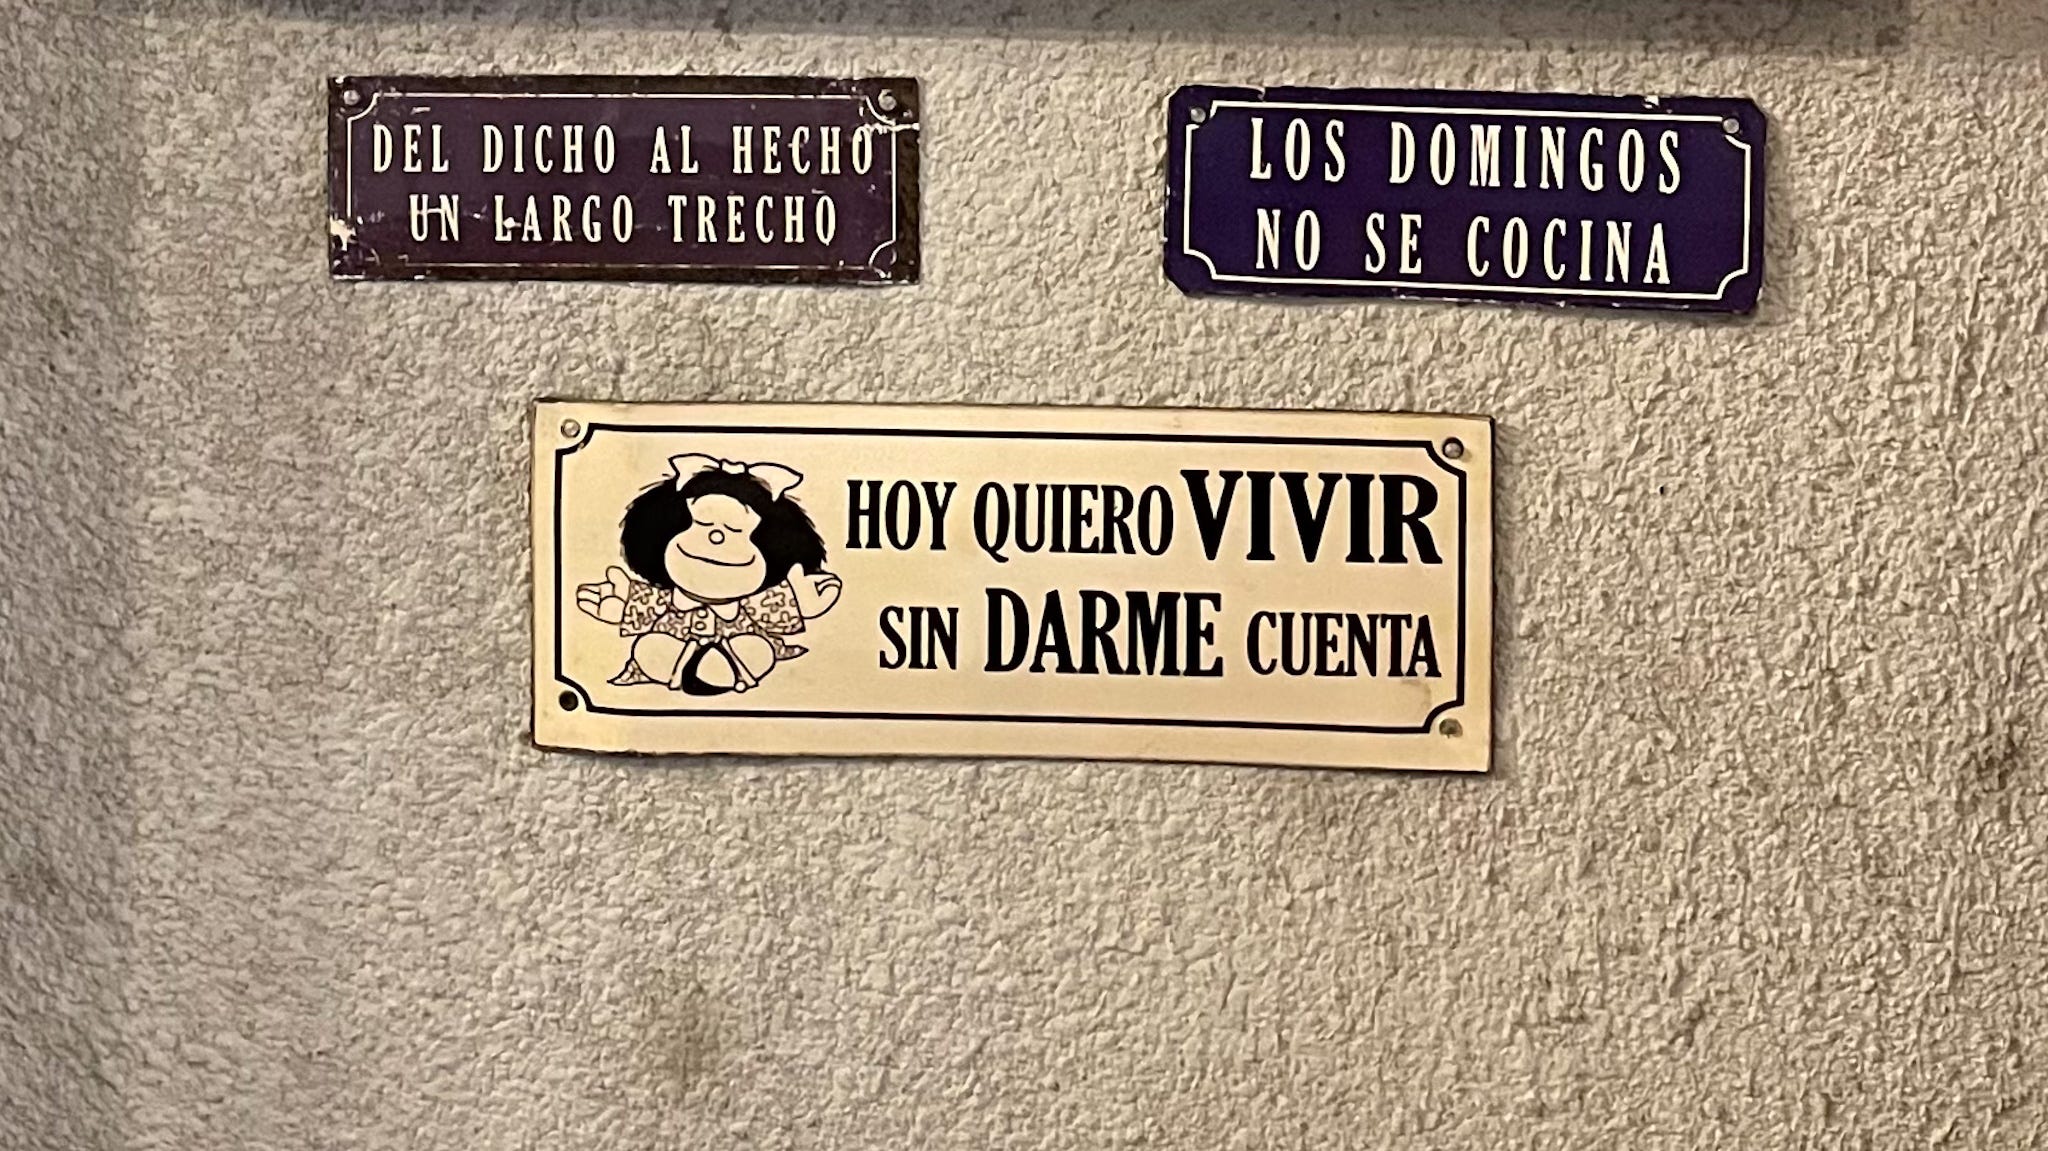 DEL DICHO AL HECHO
UN LARGO TRECHO
LOS DOMINGOS
NO SE COCINA
HOY QUIERO VIVIR
SIN DARME CUENTA